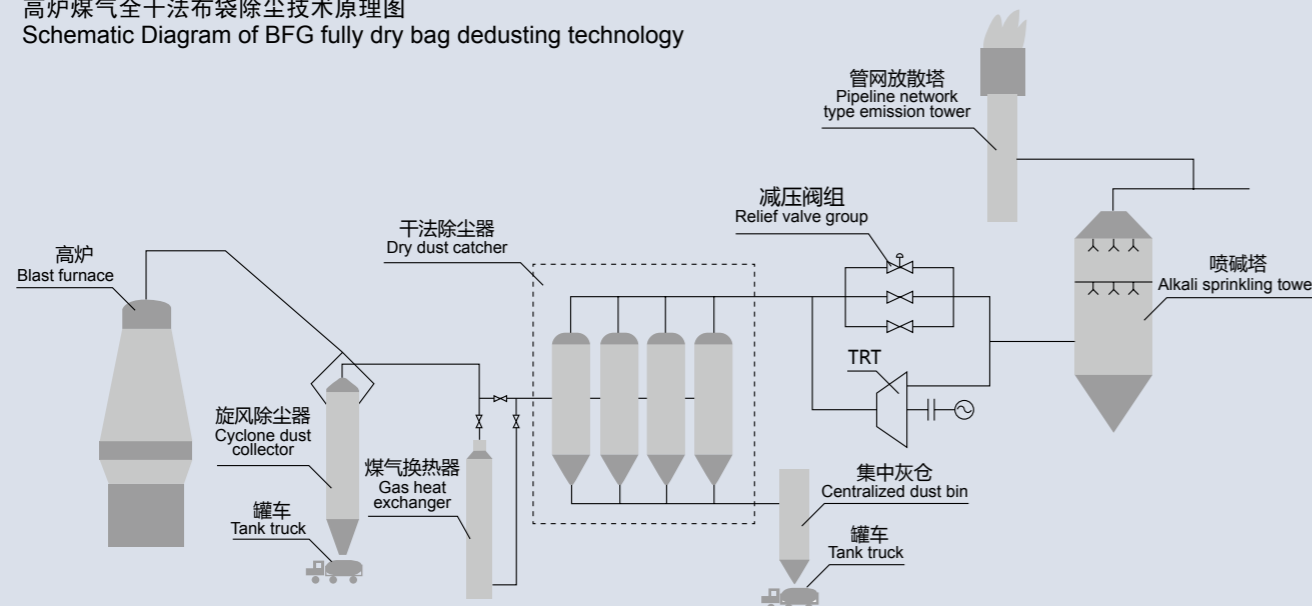 高炉煤气全干法布袋除尘技术原理图
Schematic Diagram of BFG fully dry bag dedusting technology
管网放散塔
Pipeline network
type emission tower
减压阀组
Relief valve group
干法除尘器
Dry dust catcher
高炉
Blast furnace
喷碱塔
Alkali sprinkling towe
TRT
旋风除尘器
Cyclone dust
collector
煤气换热器
Gas heat
exchanger
集中灰仓
Centralized dust bin
罐车
Tank truck
罐车
Tank truck